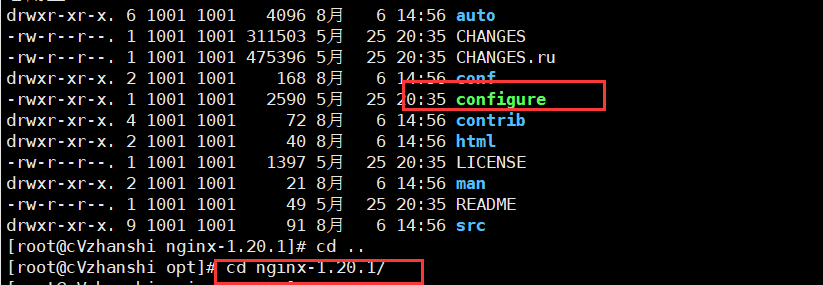 drwxr-xr-x. 6 1001 1001   4096 8月   6 14:56 auto
-rw-r--r--. 1 1001 1001 311503 5月  25 20:35 CHANGES
-rw-r--r--. 1 1001 1001 475396 5月  25 20:35 CHANGES.ru
drwxr-xr-x. 2 1001 1001    168 8月   6 14:56 conf
-rwxr-xr-x. 1 1001 1001   2590 5月  25 20:35 configure
drwxr-xr-x. 4 1001 1001     72 8月   6 14:56 contrib
drwxr-xr-x. 2 1001 1001     40 8月   6 14:56 html
-rw-r--r--. 1 1001 1001   1397 5月  25 20:35 LICENSE
drwxr-xr-x. 2 1001 1001     21 8月   6 14:56 man
-rw-r--r--. 1 1001 1001     49 5月  25 20:35 README
drwxr-xr-x. 9 1001 1001     91 8月   6 14:56 src
[root@cVzhanshi nginx-1.20.1]# cd ..
[root@cVzhanshi opt]# cd nginx-1.20.1/